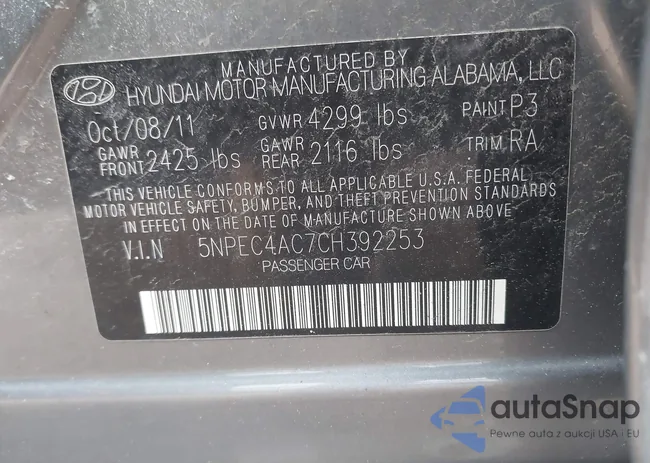 MANUFACTURED BY
HYUNDAI MOTOR MANUFACTURING ALABAMA, LLC
Oct/08/11 GVWR 4299 lbs PAINT P3
GAWR FRONT 2425 lbs GAWR REAR 2116 lbs TRIM RA
THIS VEHICLE CONFORMS TO ALL APPLICABLE U.S.A. FEDERAL
MOTOR VEHICLE SAFETY, BUMPER, AND THEFT PREVENTION STANDARDS
IN EFFECT ON THE DATE OF MANUFACTURE SHOWN ABOVE
V.I.N 5NPEC4AC7CH392253
PASSENGER CAR
autaSnap
Pewne auta z aukcji USA i EU